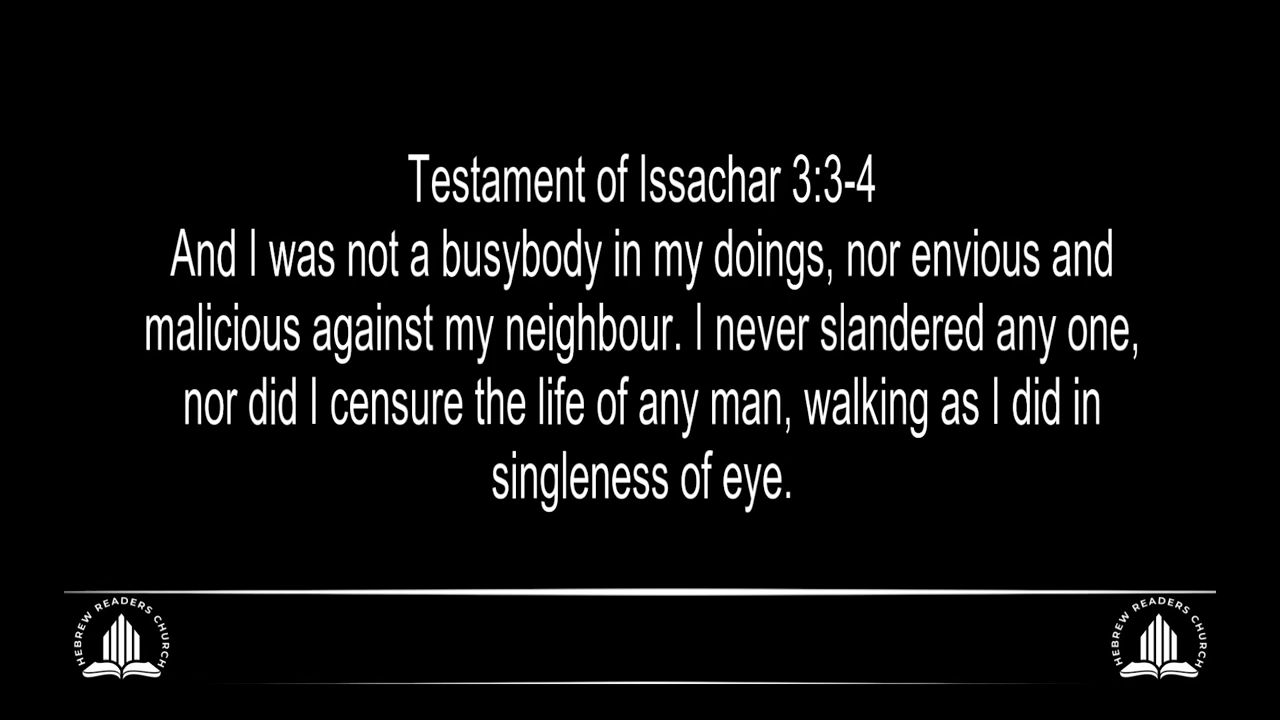 Testament of Issachar 3:3-4
And I was not a busybody in my doings, nor envious and
malicious against my neighbour. I never slandered any one,
nor did I censure the life of any man, walking as I did in
singleness of eye.
HEBREW READERS CHURCH
HEBREW READERS CHURCH